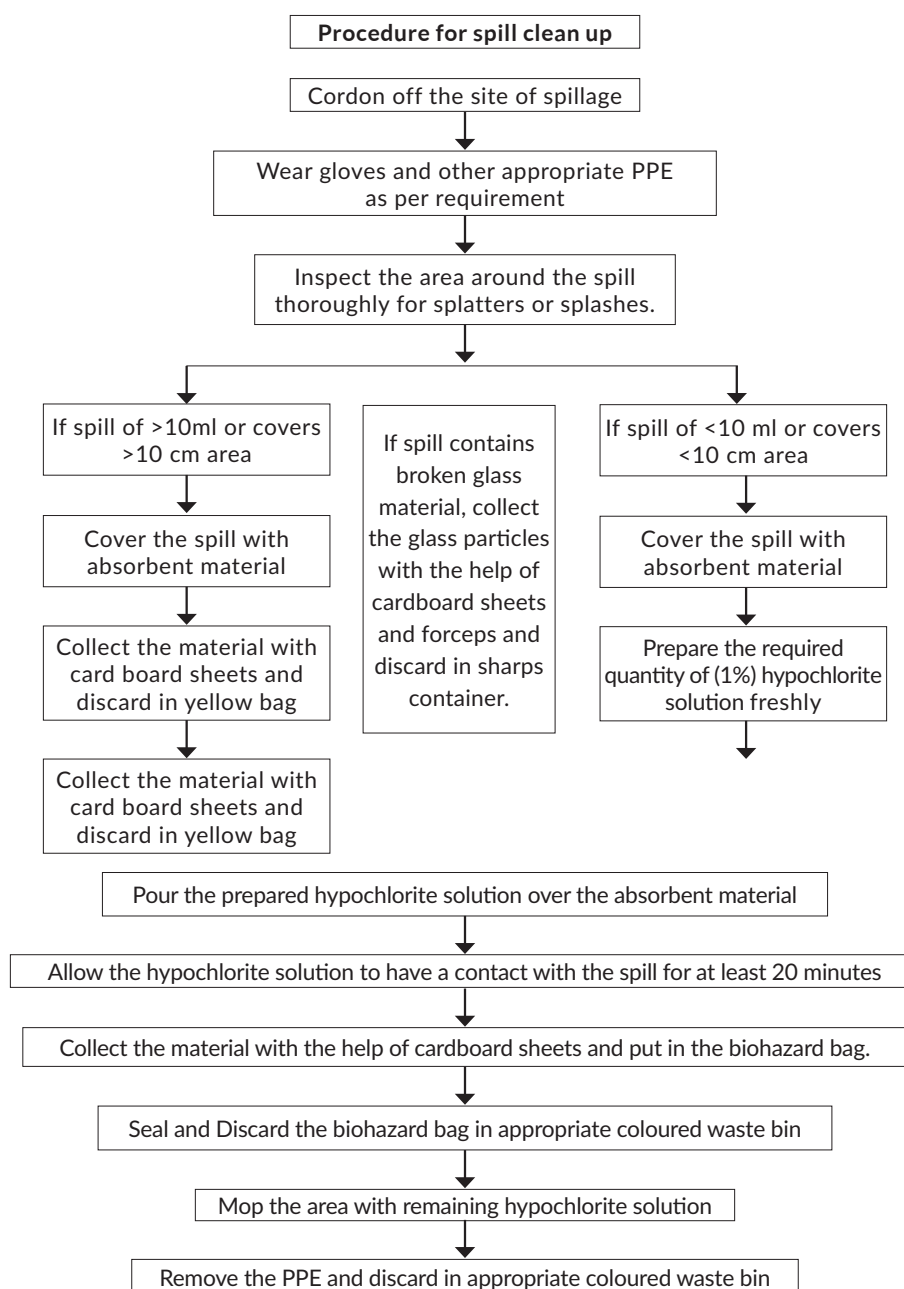 Procedure for spill clean up
Cordon off the site of spillage
Wear gloves and other appropriate PPE
as per requirement
Inspect the area around the spill
thoroughly for splatters or splashes.
If spill of >10ml or covers
>10 cm area
Cover the spill with
absorbent material
Collect the material with
card board sheets and
discard in yellow bag
Collect the material with
card board sheets and
discard in yellow bag
If spill contains
broken glass
material, collect
the glass particles
with the help of
cardboard sheets
and forceps and
discard in sharps
container.
If spill of <10 ml or covers
<10 cm area
Cover the spill with
absorbent material
Prepare the required
quantity of (1%) hypochlorite
solution freshly
Pour the prepared hypochlorite solution over the absorbent material
Allow the hypochlorite solution to have a contact with the spill for at least 20 minutes
Collect the material with the help of cardboard sheets and put in the biohazard bag.
Seal and Discard the biohazard bag in appropriate coloured waste bin
Mop the area with remaining hypochlorite solution
Remove the PPE and discard in appropriate coloured waste bin